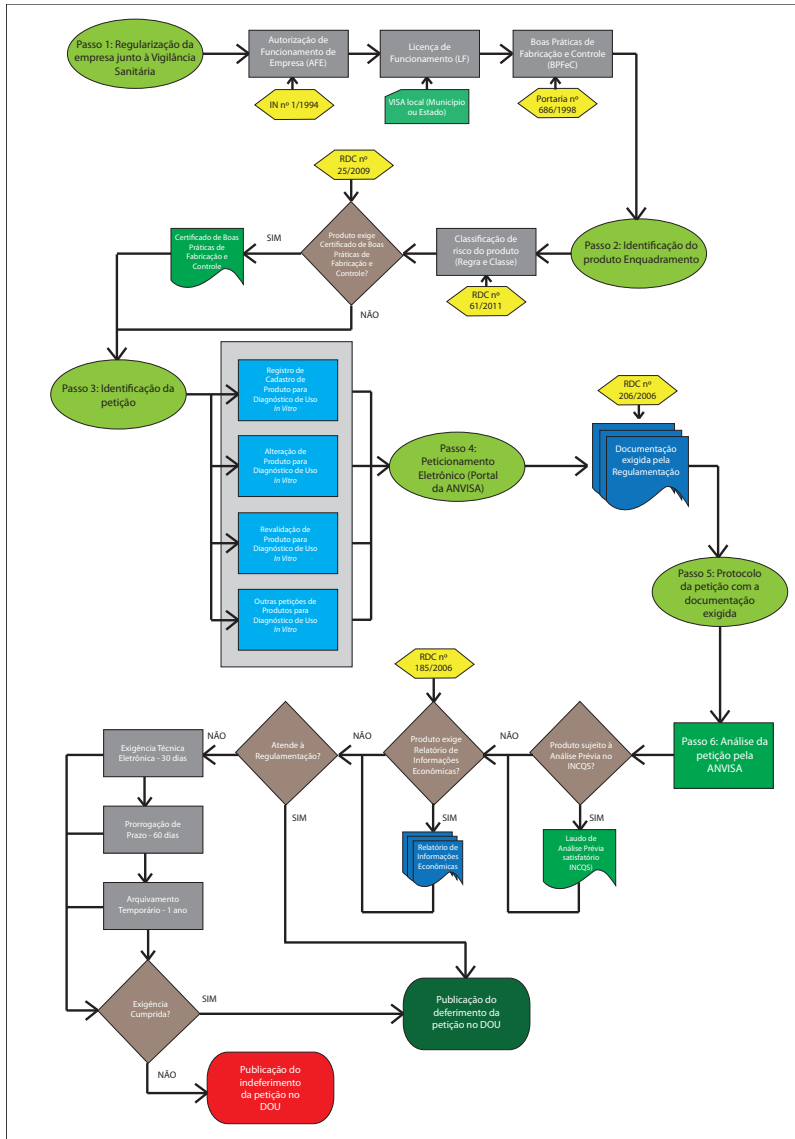 Passo 1: Regularização da
empresa junto à Vigilância
Sanitária
Autorização de
Funcionamento de
Empresa (AFE)
Licença de
Funcionamento (LF)
Boas Práticas de
Fabricação e Controle
(BPFeC)
IN nº 1/1994
VISA local (Município
ou Estado)
Portaria nº
686/1998
RDC nº
25/2009
Certificado de Boas
Práticas de
Fabricação e
Controle
SIM
Produto exige
Certificado de Boas
Práticas de
Fabricação e
Controle?
Classificação de
risco do produto
(Regra e Classe)
Passo 2: Identificação do
produto Enquadramento
RDC nº
61/2011
NÃO
Passo 3: Identificação da
petição
Registro de
Cadastro de
Produto para
Diagnóstico de Uso
In Vitro
Alteração de
Produto para
Diagnóstico de Uso
In Vitro
Revalidação de
Produto para
Diagnóstico de Uso
In Vitro
Outras petições de
Produtos para
Diagnóstico de Uso
In Vitro
Passo 4:
Peticionamento
Eletrônico (Portal
da ANVISA)
RDC nº
206/2006
Documentação
exigida pela
Regulamentação
Passo 5: Protocolo
da petição com a
documentação
exigida
Passo 6: Análise da
petição pela
ANVISA
Produto sujeito à
Análise Prévia no
INCQS?
NÃO
SIM
Laudo de
Análise Prévia
satisfatório
INCQS)
RDC nº
185/2006
Produto exige
Relatório de
Informações
Econômicas?
NÃO
SIM
Relatório de
Informações
Econômicas
Atende à
Regulamentação?
NÃO
SIM
Exigência Técnica
Eletrônica - 30 dias
Prorrogação de
Prazo - 60 dias
Arquivamento
Temporário - 1 ano
Exigência
Cumprida?
SIM
NÃO
Publicação do
deferimento da
petição no DOU
Publicação do
indeferimento
da petição no
DOU